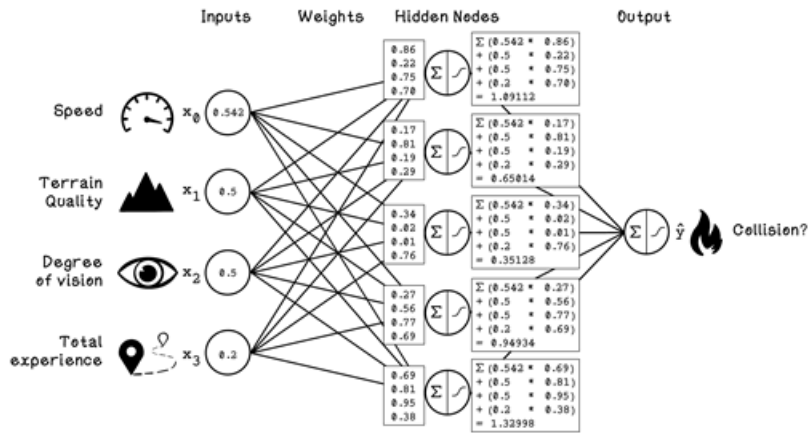 Inputs Weights Hidden Nodes Output
Speed
x0
0.542
Terrain
Quality
x1
0.5
Degree
of vision
x2
0.5
Total
experience
x3
0.2
0.86
0.22
0.75
0.70
Σ
Σ (0.542 * 0.86)
+ (0.5 * 0.22)
+ (0.5 * 0.75)
+ (0.2 * 0.70)
= 1.09112
0.17
0.81
0.19
0.29
Σ
Σ (0.542 * 0.17)
+ (0.5 * 0.81)
+ (0.5 * 0.19)
+ (0.2 * 0.29)
= 0.65014
0.34
0.02
0.01
0.76
Σ
Σ (0.542 * 0.34)
+ (0.5 * 0.02)
+ (0.5 * 0.01)
+ (0.2 * 0.76)
= 0.35128
0.27
0.56
0.77
0.69
Σ
Σ (0.542 * 0.27)
+ (0.5 * 0.56)
+ (0.5 * 0.77)
+ (0.2 * 0.69)
= 0.94934
0.69
0.81
0.95
0.38
Σ
Σ (0.542 * 0.69)
+ (0.5 * 0.81)
+ (0.5 * 0.95)
+ (0.2 * 0.38)
= 1.32998
Σ
ŷ
Collision?